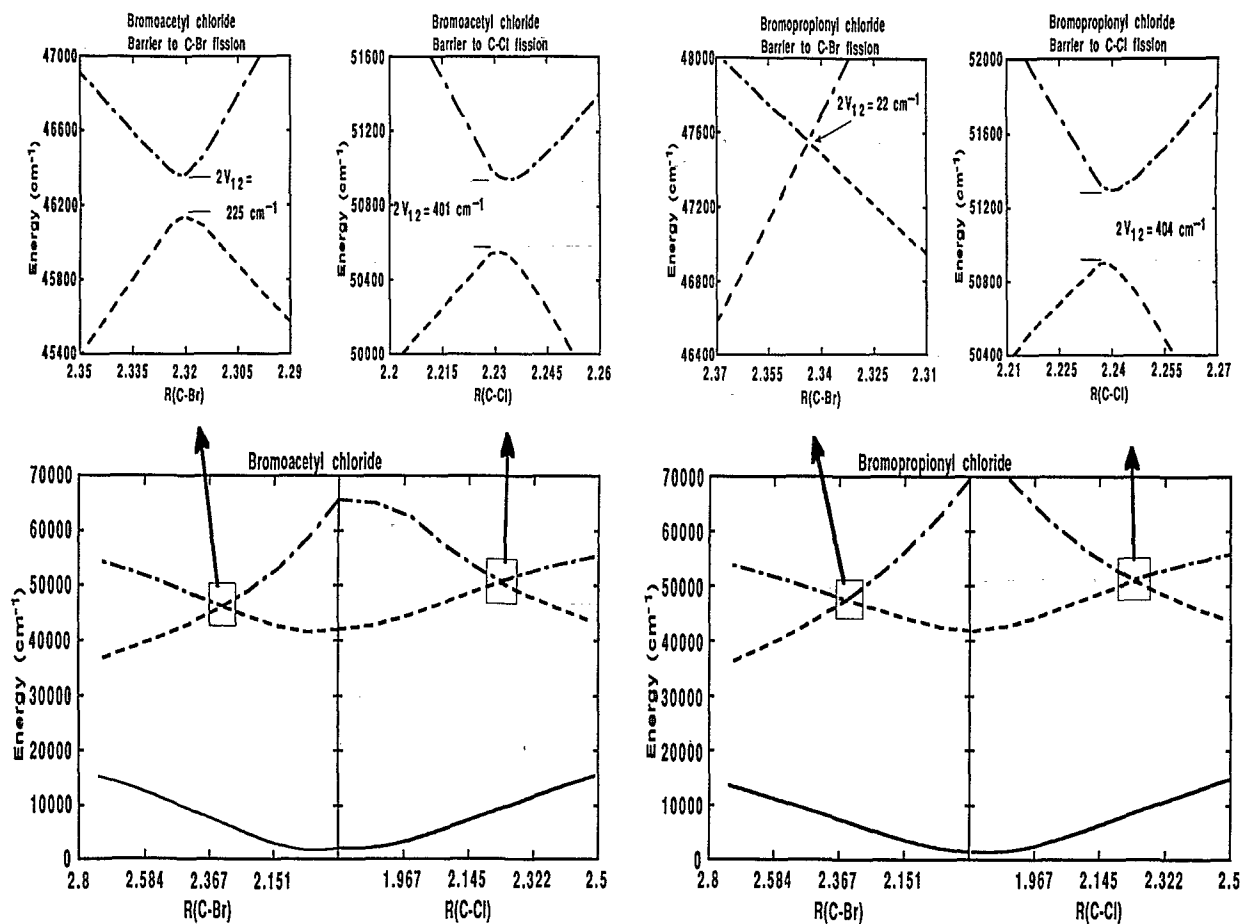 Bromoacetyl chloride
Barrier to C-Br fission
47000
46600
46200
45800
45400
Energy (cm⁻¹)
2V₁₂=
225 cm⁻¹
2.35 2.335 2.32 2.305 2.29
R(C-Br)
Bromoacetyl chloride
Barrier to C-Cl fission
51600
51200
50800
50400
50000
Energy (cm⁻¹)
2V₁₂= 401 cm⁻¹
2.2 2.215 2.23 2.245 2.26
R(C-Cl)
Bromopropionyl chloride
Barrier to C-Br fission
48000
47600
47200
46800
46400
Energy (cm⁻¹)
2V₁₂= 22 cm⁻¹
2.37 2.355 2.34 2.325 2.31
R(C-Br)
Bromopropionyl chloride
Barrier to C-Cl fission
52000
51600
51200
50800
50400
Energy (cm⁻¹)
2V₁₂= 404 cm⁻¹
2.21 2.225 2.24 2.255 2.27
R(C-Cl)
Bromoacetyl chloride
70000
60000
50000
40000
30000
20000
10000
0
Energy (cm⁻¹)
2.8 2.584 2.367 2.151 1.967 2.145 2.322 2.5
R(C-Br) R(C-Cl)
Bromopropionyl chloride
70000
60000
50000
40000
30000
20000
10000
0
Energy (cm⁻¹)
2.8 2.584 2.367 2.151 1.967 2.145 2.322 2.5
R(C-Br) R(C-Cl)